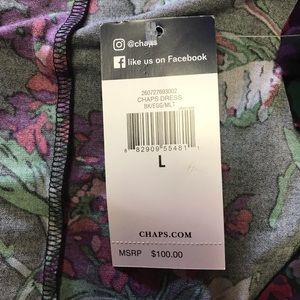 @chaps
like us on Facebook
260727693002
CHAPS DRESS
BK/EGG/MLT
8 82909 55481 1
L
CHAPS.COM
MSRP $100.00